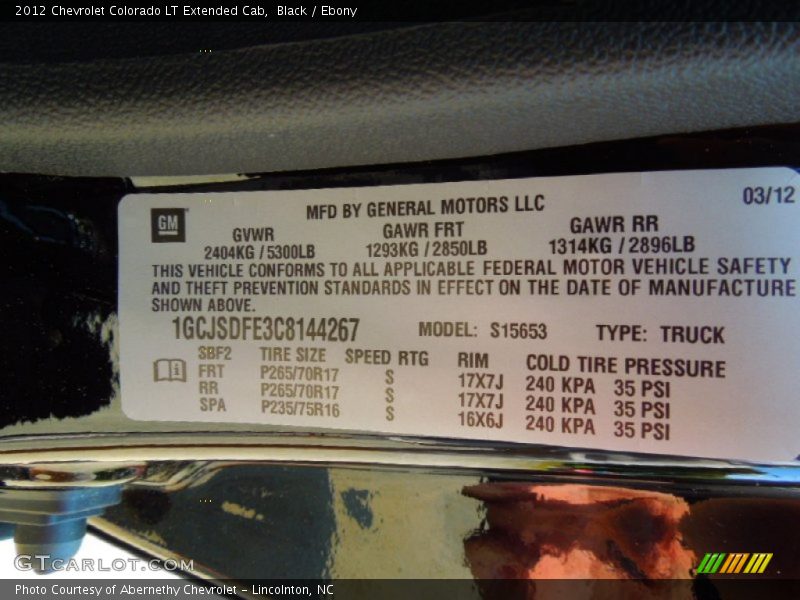 2012 Chevrolet Colorado LT Extended Cab, Black / Ebony
03/12
GM
MFD BY GENERAL MOTORS LLC
GVWR GAWR FRT GAWR RR
2404KG / 5300LB 1293KG / 2850LB 1314KG / 2896LB
THIS VEHICLE CONFORMS TO ALL APPLICABLE FEDERAL MOTOR VEHICLE SAFETY
AND THEFT PREVENTION STANDARDS IN EFFECT ON THE DATE OF MANUFACTURE
SHOWN ABOVE.
1GCJSDFE3C8144267 MODEL: S15653 TYPE: TRUCK
SBF2 TIRE SIZE SPEED RTG RIM COLD TIRE PRESSURE
FRT P265/70R17 S 17X7J 240 KPA 35 PSI
RR P265/70R17 S 17X7J 240 KPA 35 PSI
SPA P235/75R16 S 16X6J 240 KPA 35 PSI
GTCARLOT.COM
Photo Courtesy of Abernethy Chevrolet - Lincolnton, NC